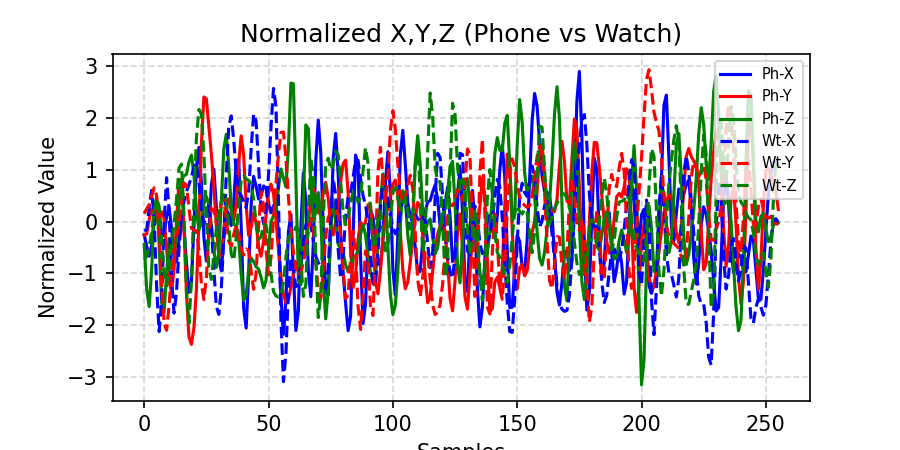 Normalized X,Y,Z (Phone vs Watch)
Normalized Value
3
2
1
0
−1
−2
−3
Ph-X
Ph-Y
Ph-Z
Wt-X
Wt-Y
Wt-Z
0 50 100 150 200 250
Samples